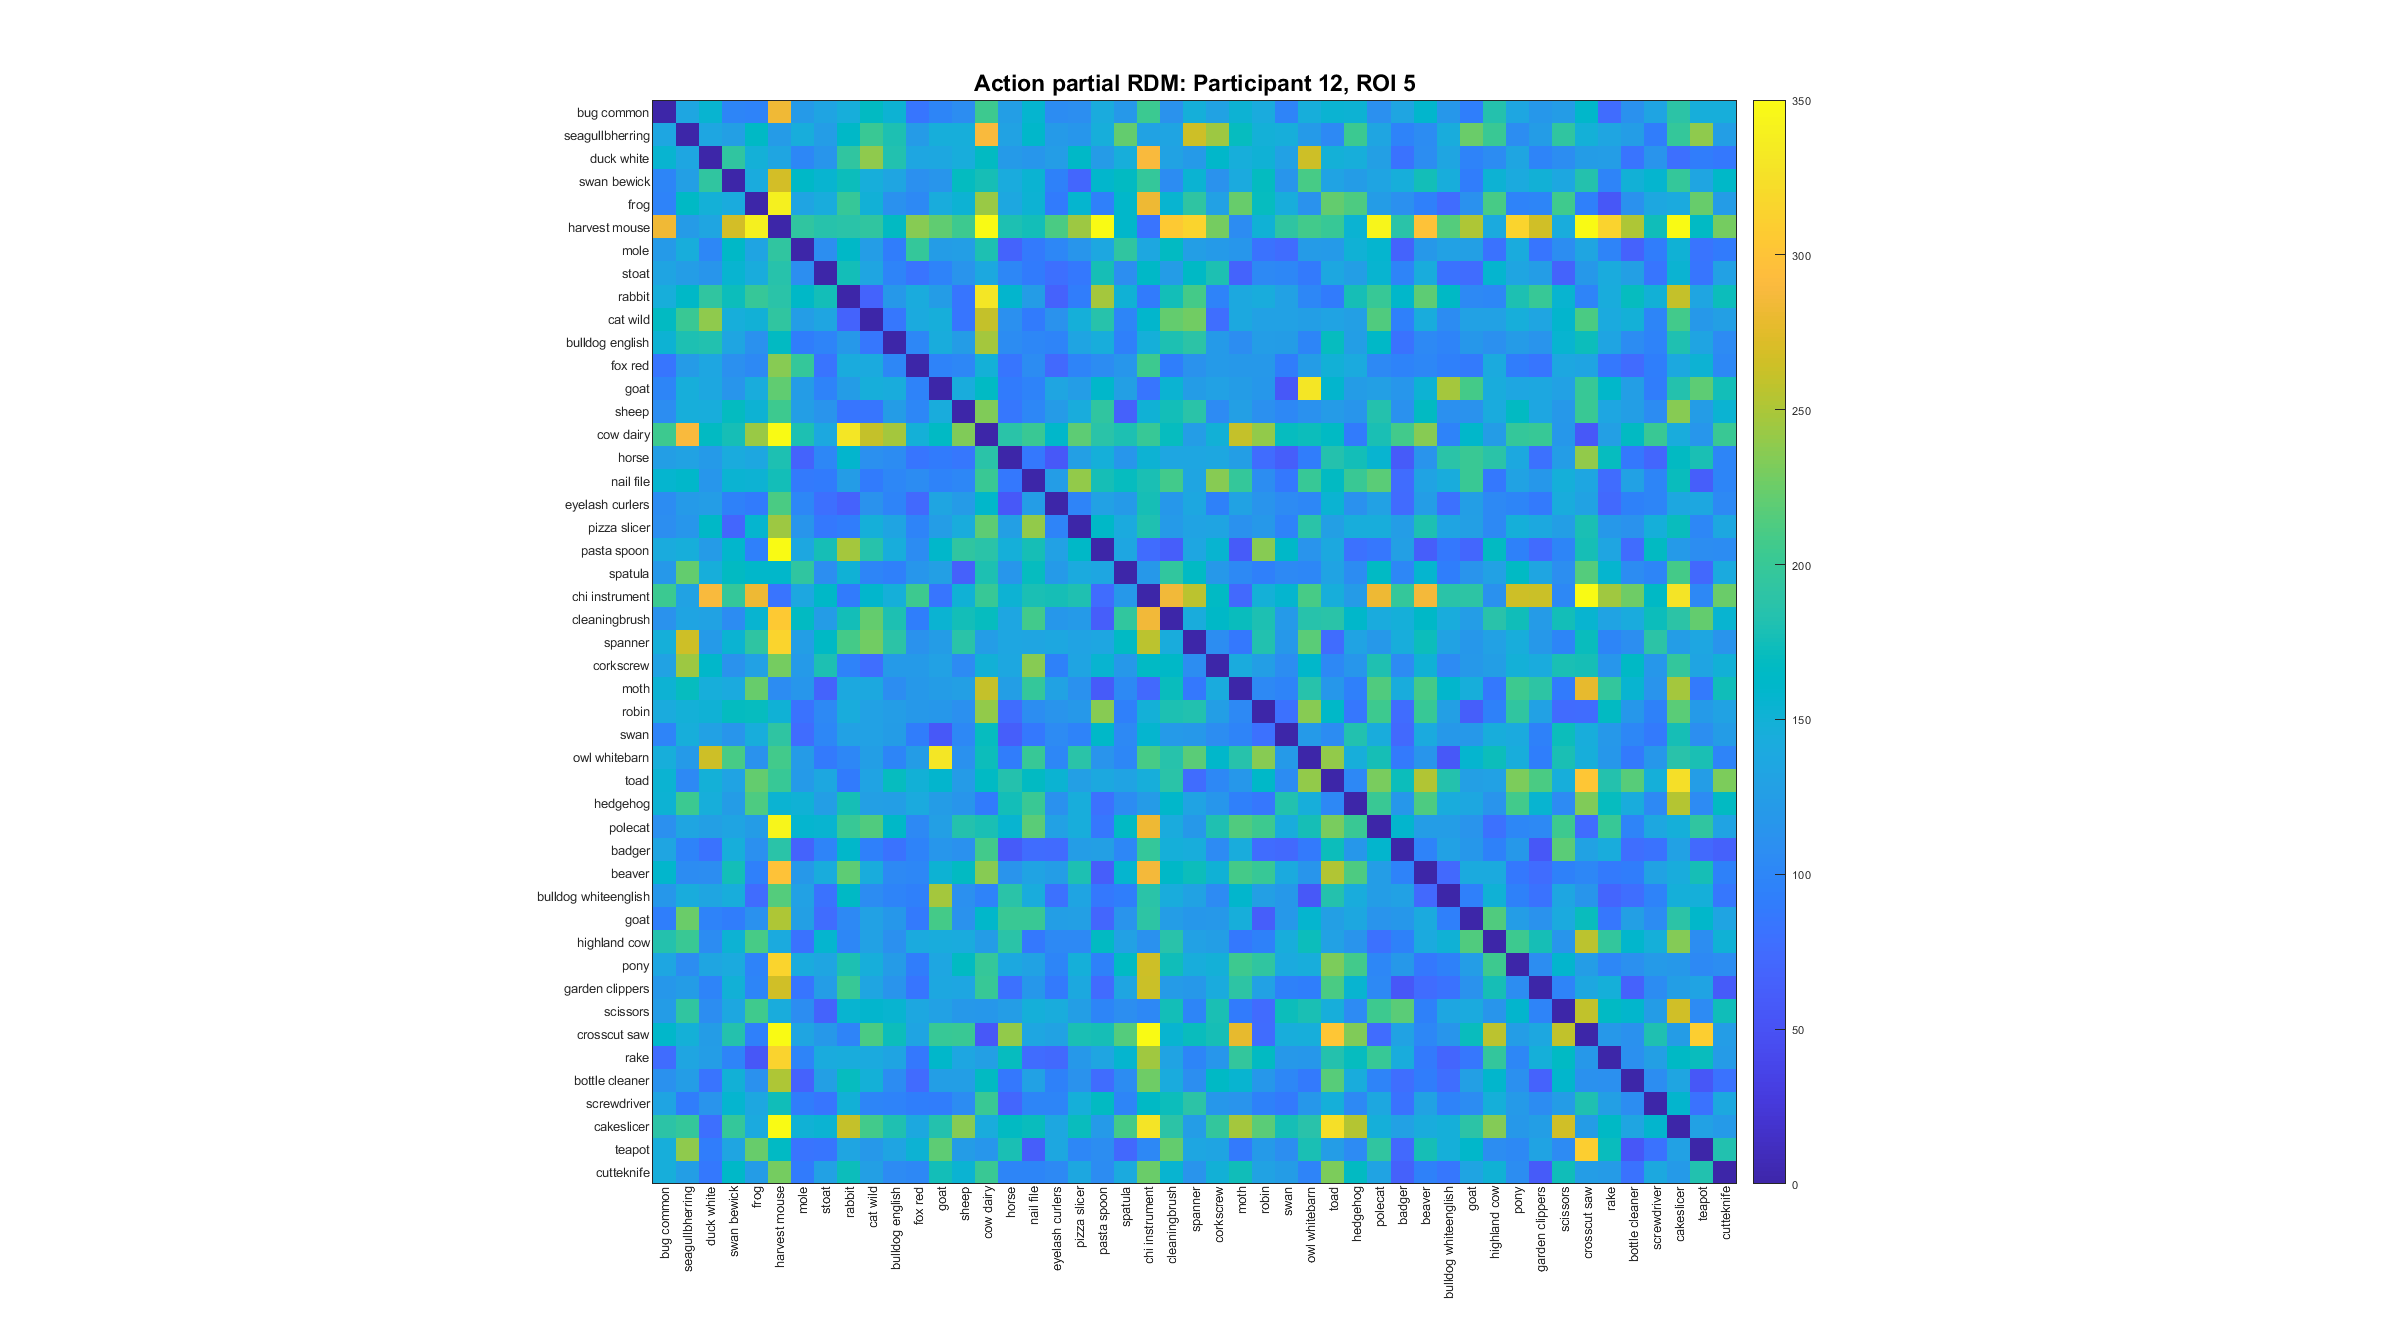 Action partial RDM: Participant 12, ROI 5
bug common
seagullbherring
duck white
swan bewick
frog
harvest mouse
mole
stoat
rabbit
cat wild
bulldog english
fox red
goat
sheep
cow dairy
horse
nail file
eyelash curlers
pizza slicer
pasta spoon
spatula
chi instrument
cleaningbrush
spanner
corkscrew
moth
robin
swan
owl whitebarn
toad
hedgehog
polecat
badger
beaver
bulldog whiteenglish
goat
highland cow
pony
garden clippers
scissors
crosscut saw
rake
bottle cleaner
screwdriver
cakeslicer
teapot
cutteknife
bug common
seagullbherring
duck white
swan bewick
frog
harvest mouse
mole
stoat
rabbit
cat wild
bulldog english
fox red
goat
sheep
cow dairy
horse
nail file
eyelash curlers
pizza slicer
pasta spoon
spatula
chi instrument
cleaningbrush
spanner
corkscrew
moth
robin
swan
owl whitebarn
toad
hedgehog
polecat
badger
beaver
bulldog whiteenglish
goat
highland cow
pony
garden clippers
scissors
crosscut saw
rake
bottle cleaner
screwdriver
cakeslicer
teapot
cutteknife
350
300
250
200
150
100
50
0